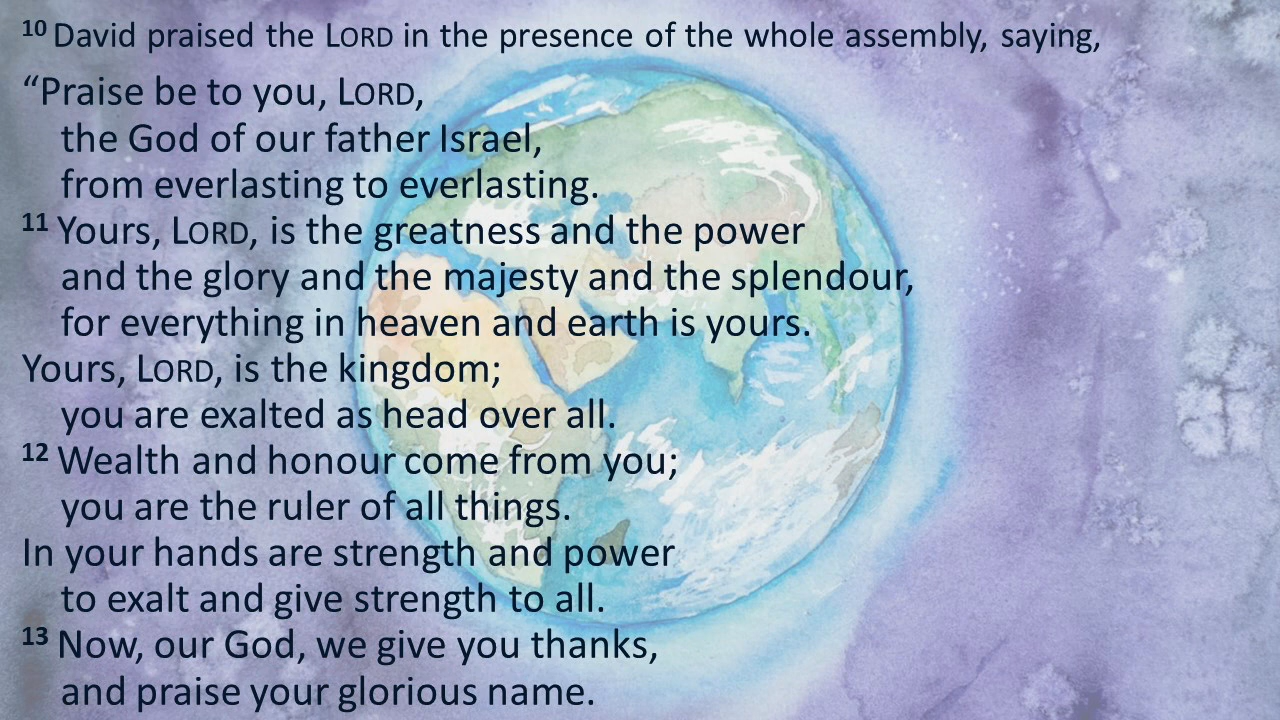 10 David praised the LORD in the presence of the whole assembly, saying,
“Praise be to you, LORD,
the God of our father Israel,
from everlasting to everlasting.
11 Yours, LORD, is the greatness and the power
and the glory and the majesty and the splendour,
for everything in heaven and earth is yours.
Yours, LORD, is the kingdom;
you are exalted as head over all.
12 Wealth and honour come from you;
you are the ruler of all things.
In your hands are strength and power
to exalt and give strength to all.
13 Now, our God, we give you thanks,
and praise your glorious name.